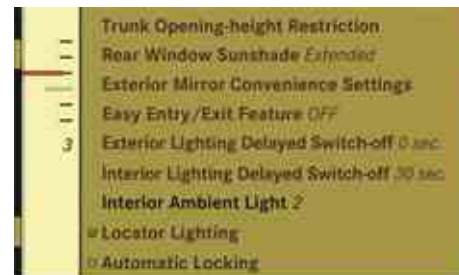 Trunk Opening-height Restriction
Rear Window Sunshade Extended
Exterior Mirror Convenience Settings
Easy Entry/Exit Feature OFF
3 Exterior Lighting Delayed Switch-off 0 sec.
Interior Lighting Delayed Switch-off 30 sec.
Interior Ambient Light 2
Locator Lighting
Automatic Locking